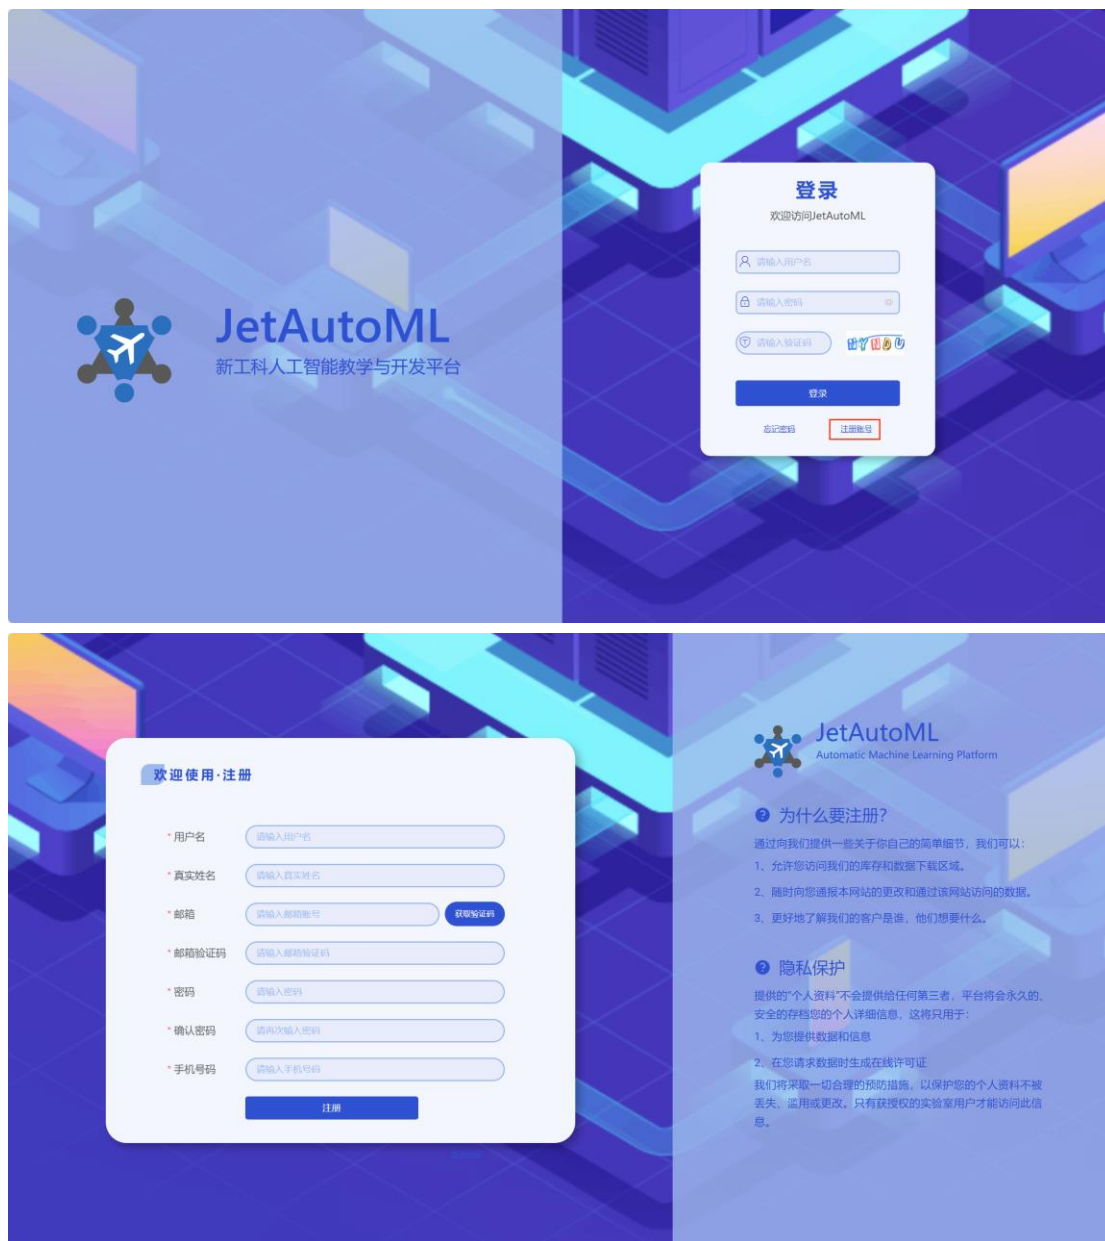 JetAutoML
新工科人工智能教学与开发平台
登录
欢迎访问JetAutoML
请输入用户名
请输入密码
请输入验证码
登录
忘记密码 注册账号
欢迎使用·注册
* 用户名 请输入用户名
* 真实姓名 请输入真实姓名
* 邮箱 请输入邮箱账号 获取验证码
* 邮箱验证码 请输入邮箱验证码
* 密码 请输入密码
* 确认密码 请再次输入密码
* 手机号码 请输入手机号码
注册
JetAutoML
Automatic Machine Learning Platform
为什么要注册?
通过向我们提供一些关于你自己的简单细节，我们可以：
1、允许您访问我们的库存和数据下载区域。
2、随时向您通报本网站的更改和通过该网站访问的数据。
3、更好地了解我们的客户是谁，他们想要什么。
隐私保护
提供的“个人资料”不会提供给任何第三者，平台将会永久的、
安全的存档您的个人详细信息，这将只用于：
1、为您提供数据和信息
2、在您请求数据时生成在线许可证
我们将采取一切合理的预防措施，以保护您的个人资料不被
丢失、滥用或更改。只有获授权的实验室用户才能访问此信
息。